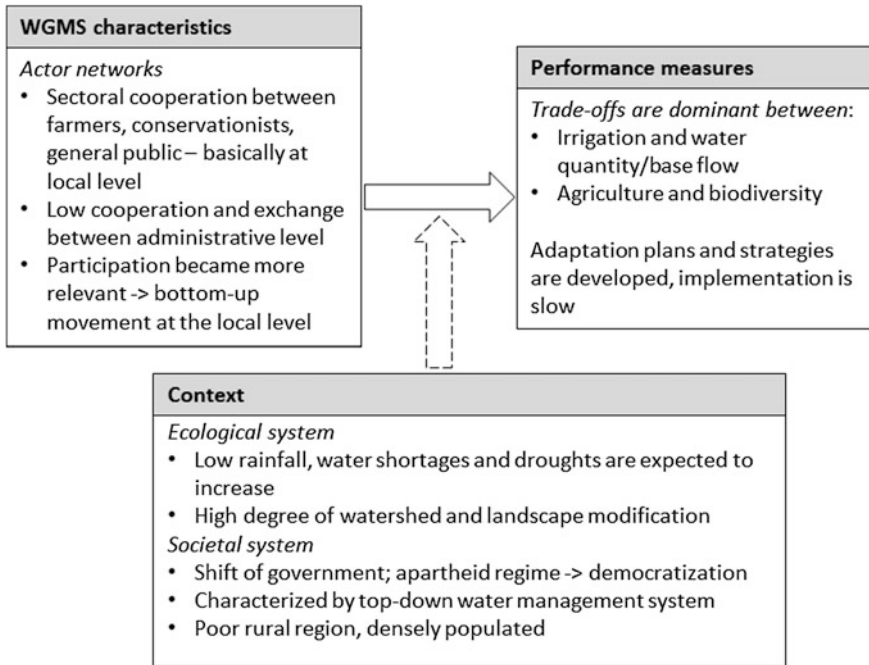 WGMS characteristics
Actor networks
• Sectoral cooperation between
farmers, conservationists,
general public – basically at
local level
• Low cooperation and exchange
between administrative level
• Participation became more
relevant -> bottom-up
movement at the local level
Performance measures
Trade-offs are dominant between:
• Irrigation and water
quantity/base flow
• Agriculture and biodiversity
Adaptation plans and strategies
are developed, implementation is
slow
Context
Ecological system
• Low rainfall, water shortages and droughts are expected to
increase
• High degree of watershed and landscape modification
Societal system
• Shift of government; apartheid regime -> democratization
• Characterized by top-down water management system
• Poor rural region, densely populated